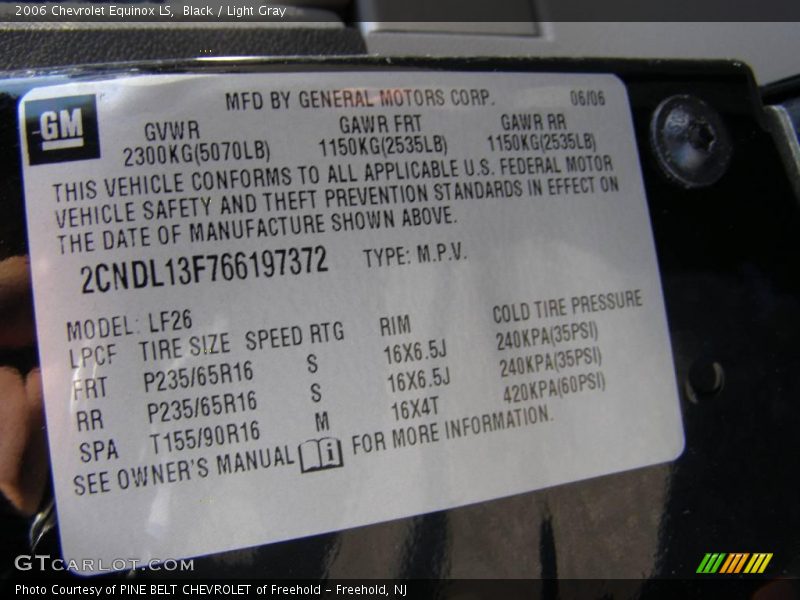 2006 Chevrolet Equinox LS, Black / Light Gray
MFD BY GENERAL MOTORS CORP. 06/06
GM
GVWR GAWR FRT GAWR RR
2300KG(5070LB) 1150KG(2535LB) 1150KG(2535LB)
THIS VEHICLE CONFORMS TO ALL APPLICABLE U.S. FEDERAL MOTOR
VEHICLE SAFETY AND THEFT PREVENTION STANDARDS IN EFFECT ON
THE DATE OF MANUFACTURE SHOWN ABOVE.
2CNDL13F766197372 TYPE: M.P.V.
MODEL: LF26
LPCF TIRE SIZE SPEED RTG RIM COLD TIRE PRESSURE
FRT P235/65R16 S 16X6.5J 240KPA(35PSI)
RR P235/65R16 S 16X6.5J 240KPA(35PSI)
SPA T155/90R16 M 16X4T 420KPA(60PSI)
SEE OWNER'S MANUAL FOR MORE INFORMATION.
GTCARLOT.COM
Photo Courtesy of PINE BELT CHEVROLET of Freehold - Freehold, NJ